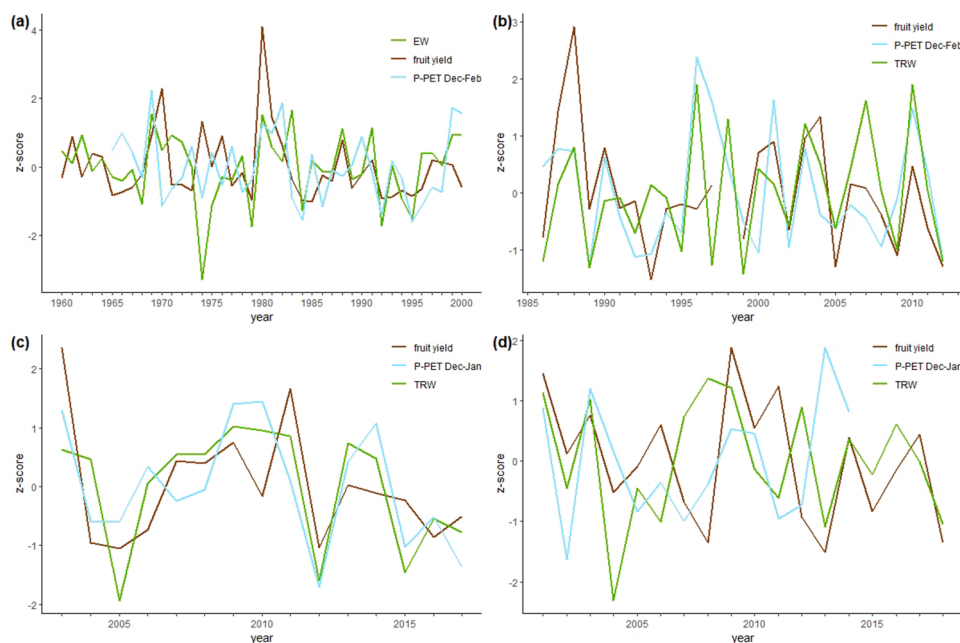 (a)
EW
fruit yield
P-PET Dec-Feb
z-score
4
2
0
-2
1960 1965 1970 1975 1980 1985 1990 1995 2000
year
(b)
fruit yield
P-PET Dec-Feb
TRW
z-score
3
2
1
0
-1
1985 1990 1995 2000 2005 2010
year
(c)
fruit yield
P-PET Dec-Jan
TRW
z-score
2
1
0
-1
-2
2005 2010 2015
year
(d)
fruit yield
P-PET Dec-Jan
TRW
z-score
2
1
0
-1
-2
2005 2010 2015
year